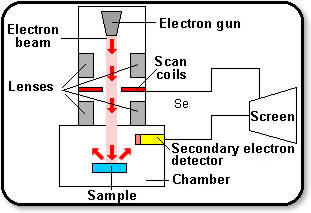 Electron gun
Electron
beam
Scan
coils
Lenses
Se
Screen
Secondary electron
detector
Chamber
Sample